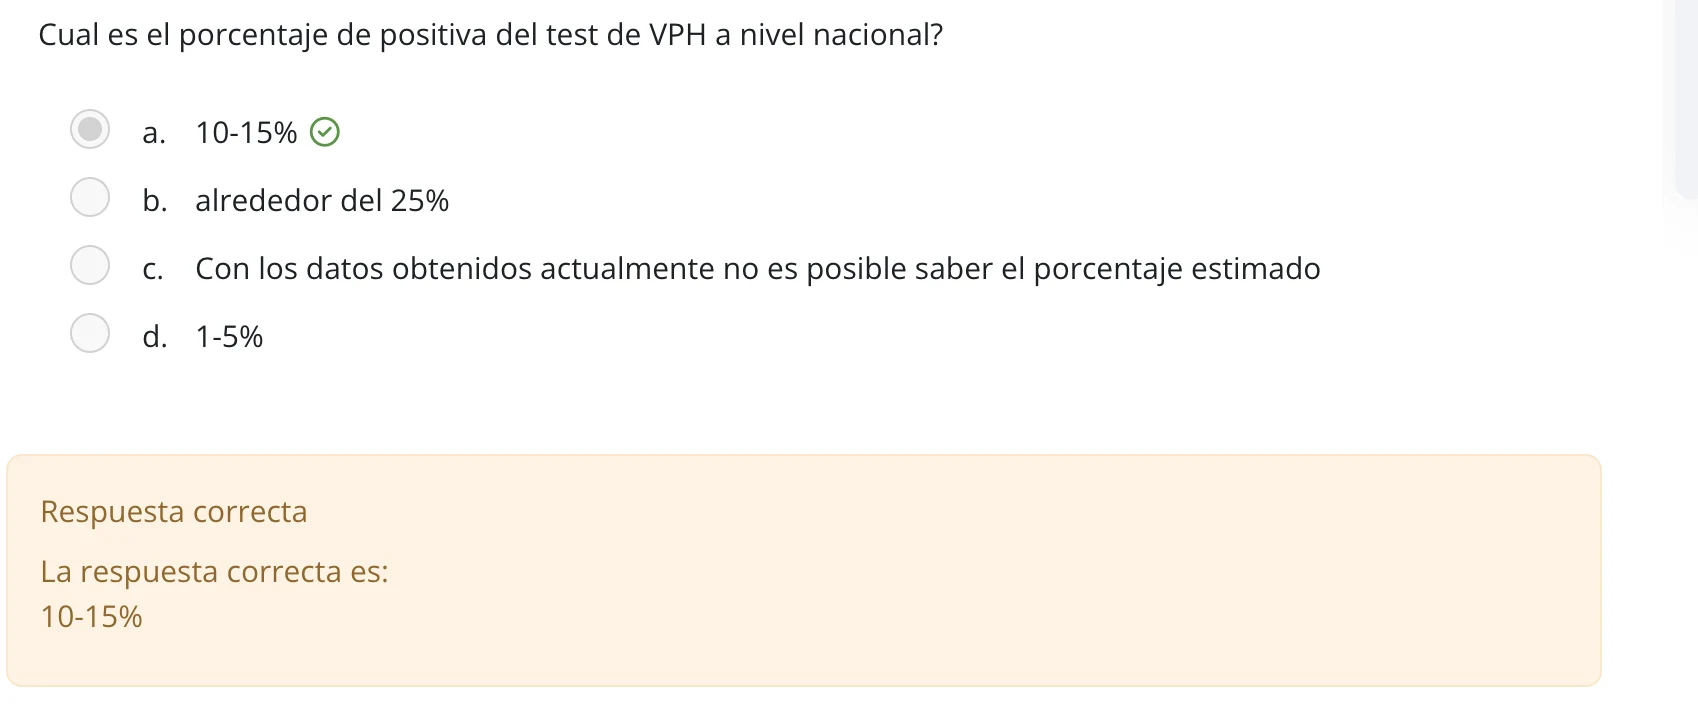 Cual es el porcentaje de positiva del test de VPH a nivel nacional?
a. 10-15%
b. alrededor del 25%
c. Con los datos obtenidos actualmente no es posible saber el porcentaje estimado
d. 1-5%
Respuesta correcta
La respuesta correcta es:
10-15%